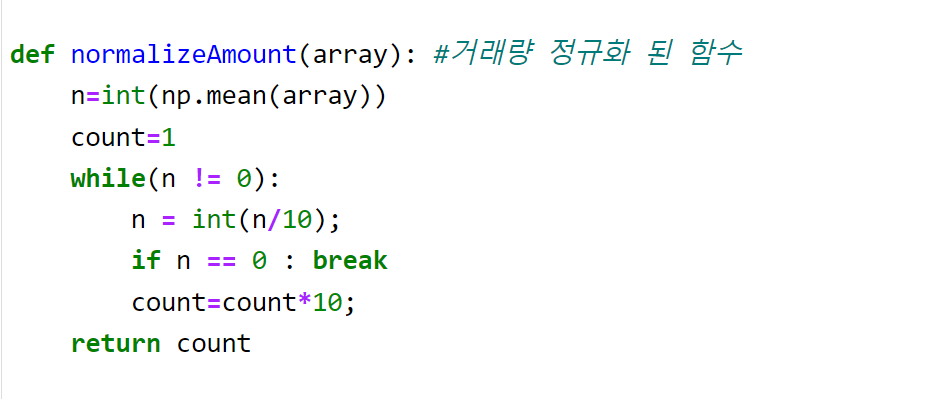 def normalizeAmount(array): #거래량 정규화 된 함수
    n=int(np.mean(array))
    count=1
    while(n != 0):
        n = int(n/10);
        if n == 0 : break
        count=count*10;
    return count